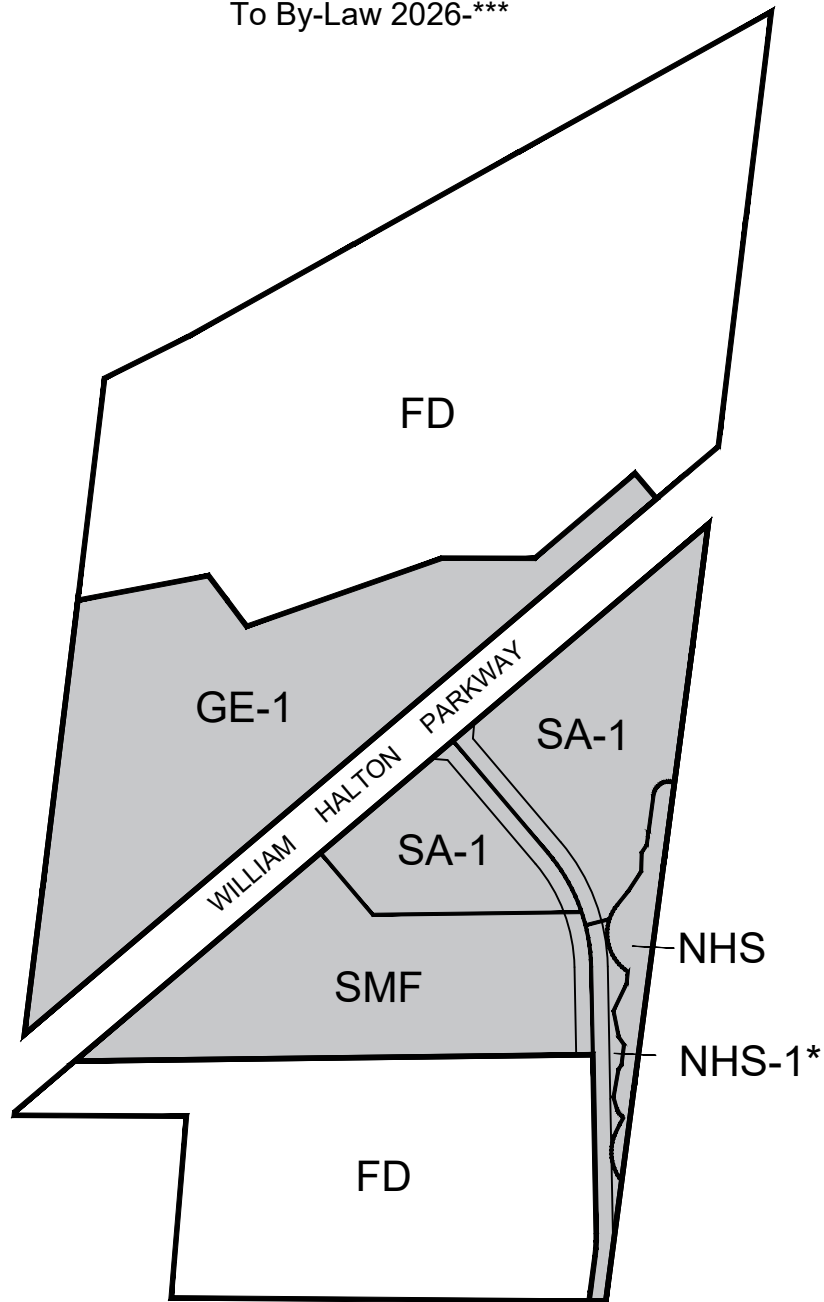 To By-Law 2026-***
FD
GE-1
WILLIAM HALTON PARKWAY
SA-1
SA-1
NHS
SMF
NHS-1*
FD